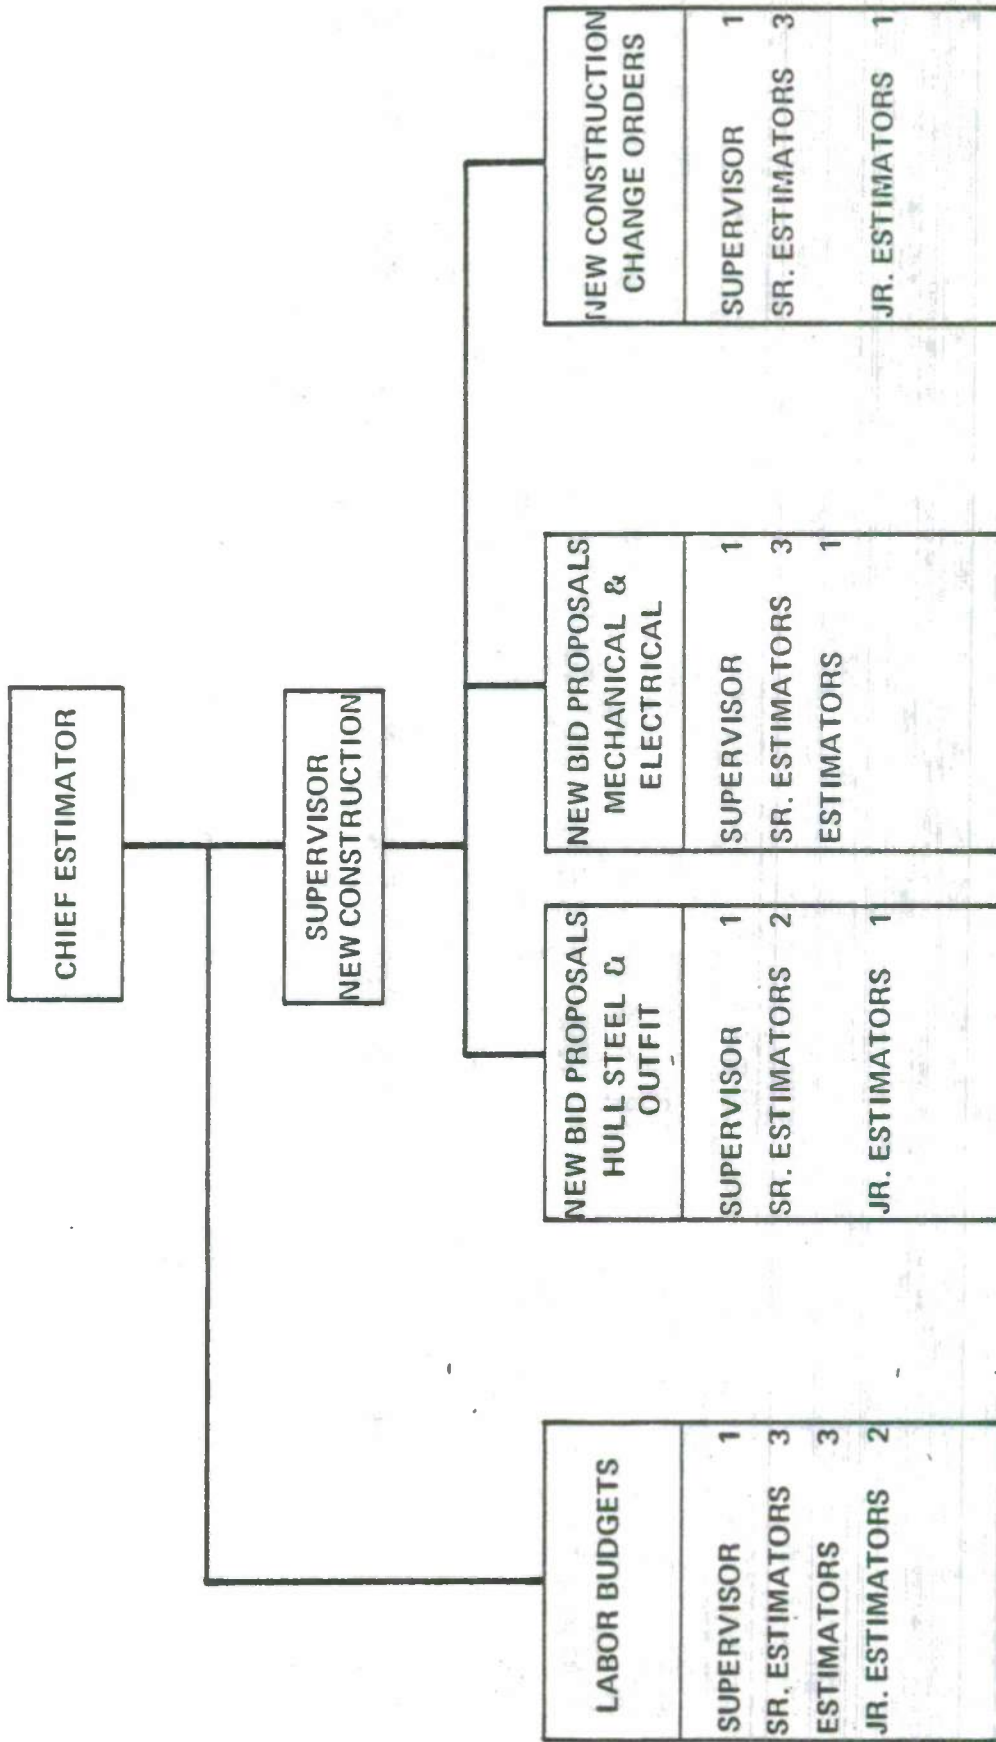 CHIEF ESTIMATOR
SUPERVISOR
NEW CONSTRUCTION
LABOR BUDGETS
SUPERVISOR 1
SR. ESTIMATORS 3
ESTIMATORS 3
JR. ESTIMATORS 2
NEW BID PROPOSALS
HULL STEEL &
OUTFIT
SUPERVISOR 1
SR. ESTIMATORS 2
JR. ESTIMATORS 1
NEW BID PROPOSALS
MECHANICAL &
ELECTRICAL
SUPERVISOR 1
SR. ESTIMATORS 3
ESTIMATORS 1
NEW CONSTRUCTION
CHANGE ORDERS
SUPERVISOR 1
SR. ESTIMATORS 3
JR. ESTIMATORS 1